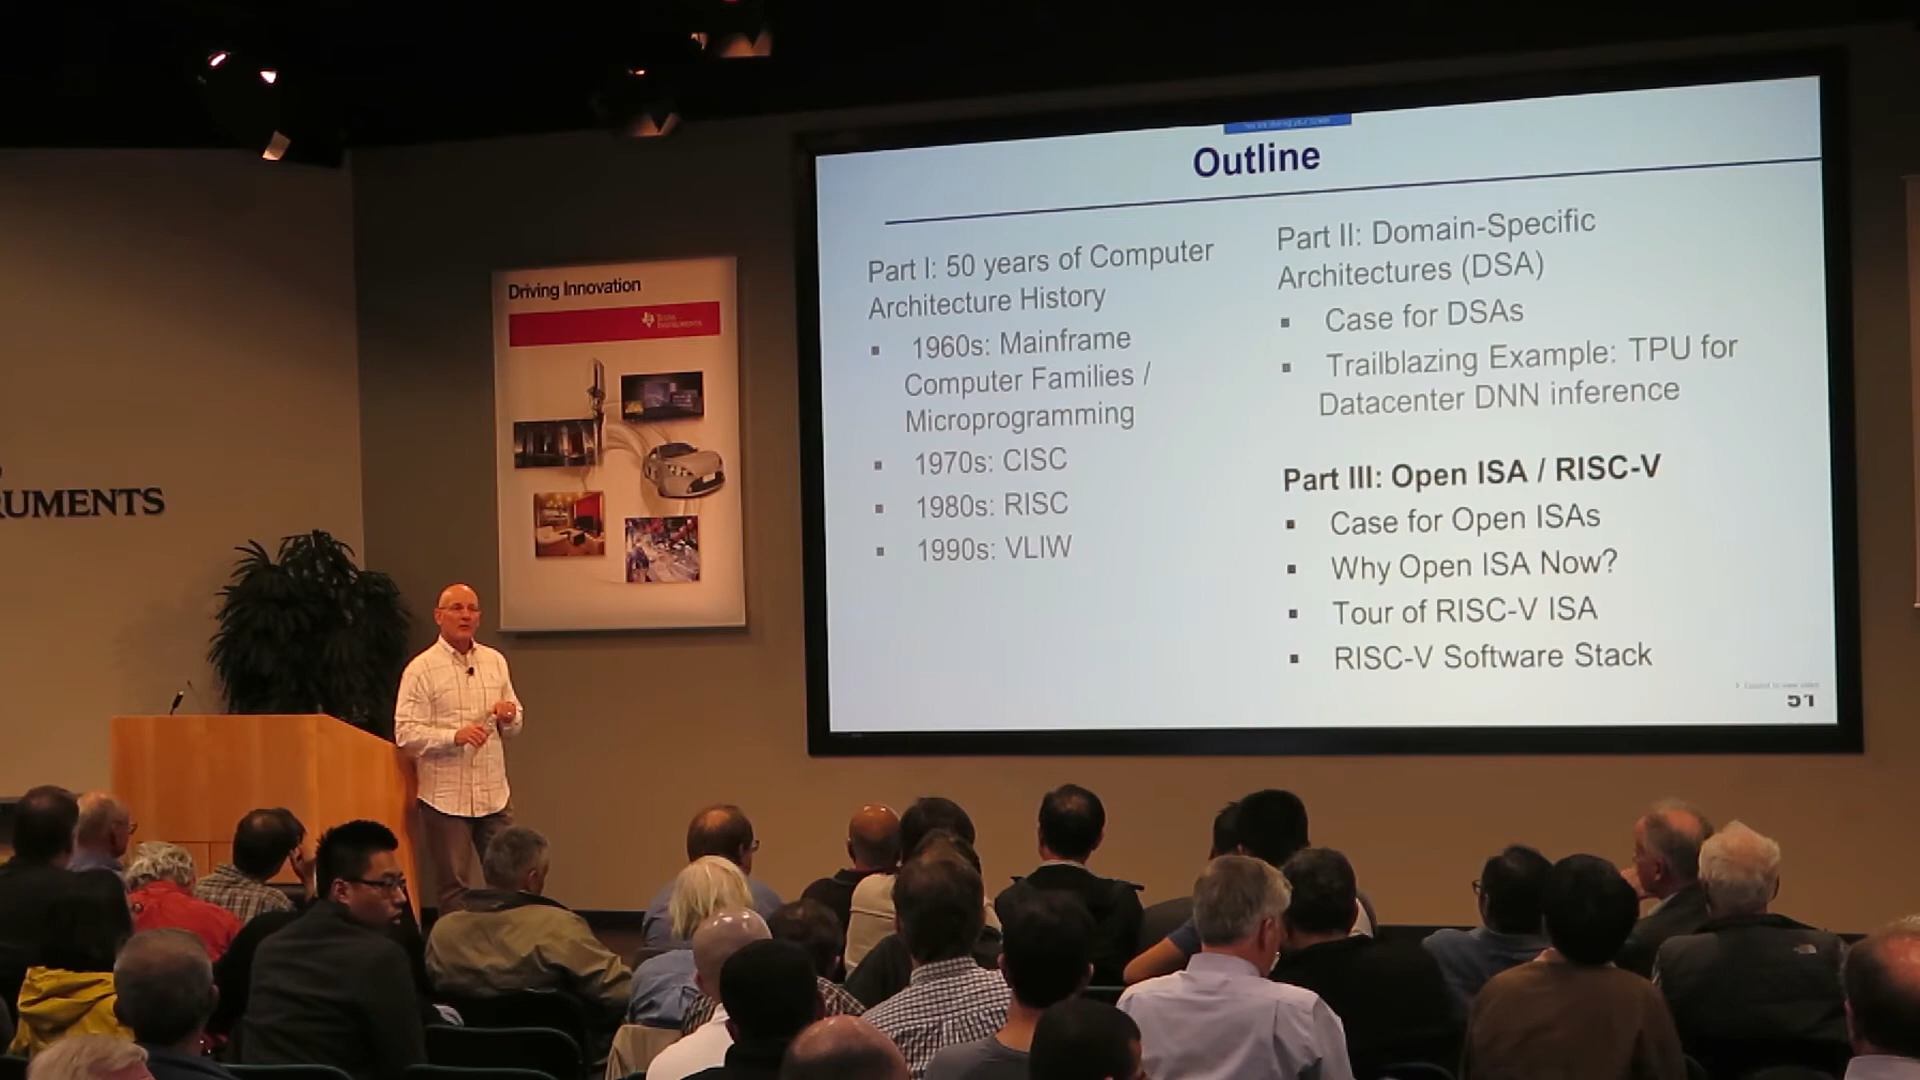 RUMENTS
Driving Innovation
TEXAS
INSTRUMENTS
Outline
Part I: 50 years of Computer
Architecture History
▪ 1960s: Mainframe
Computer Families /
Microprogramming
▪ 1970s: CISC
▪ 1980s: RISC
▪ 1990s: VLIW
Part II: Domain-Specific
Architectures (DSA)
▪ Case for DSAs
▪ Trailblazing Example: TPU for
Datacenter DNN inference
Part III: Open ISA / RISC-V
▪ Case for Open ISAs
▪ Why Open ISA Now?
▪ Tour of RISC-V ISA
▪ RISC-V Software Stack
51